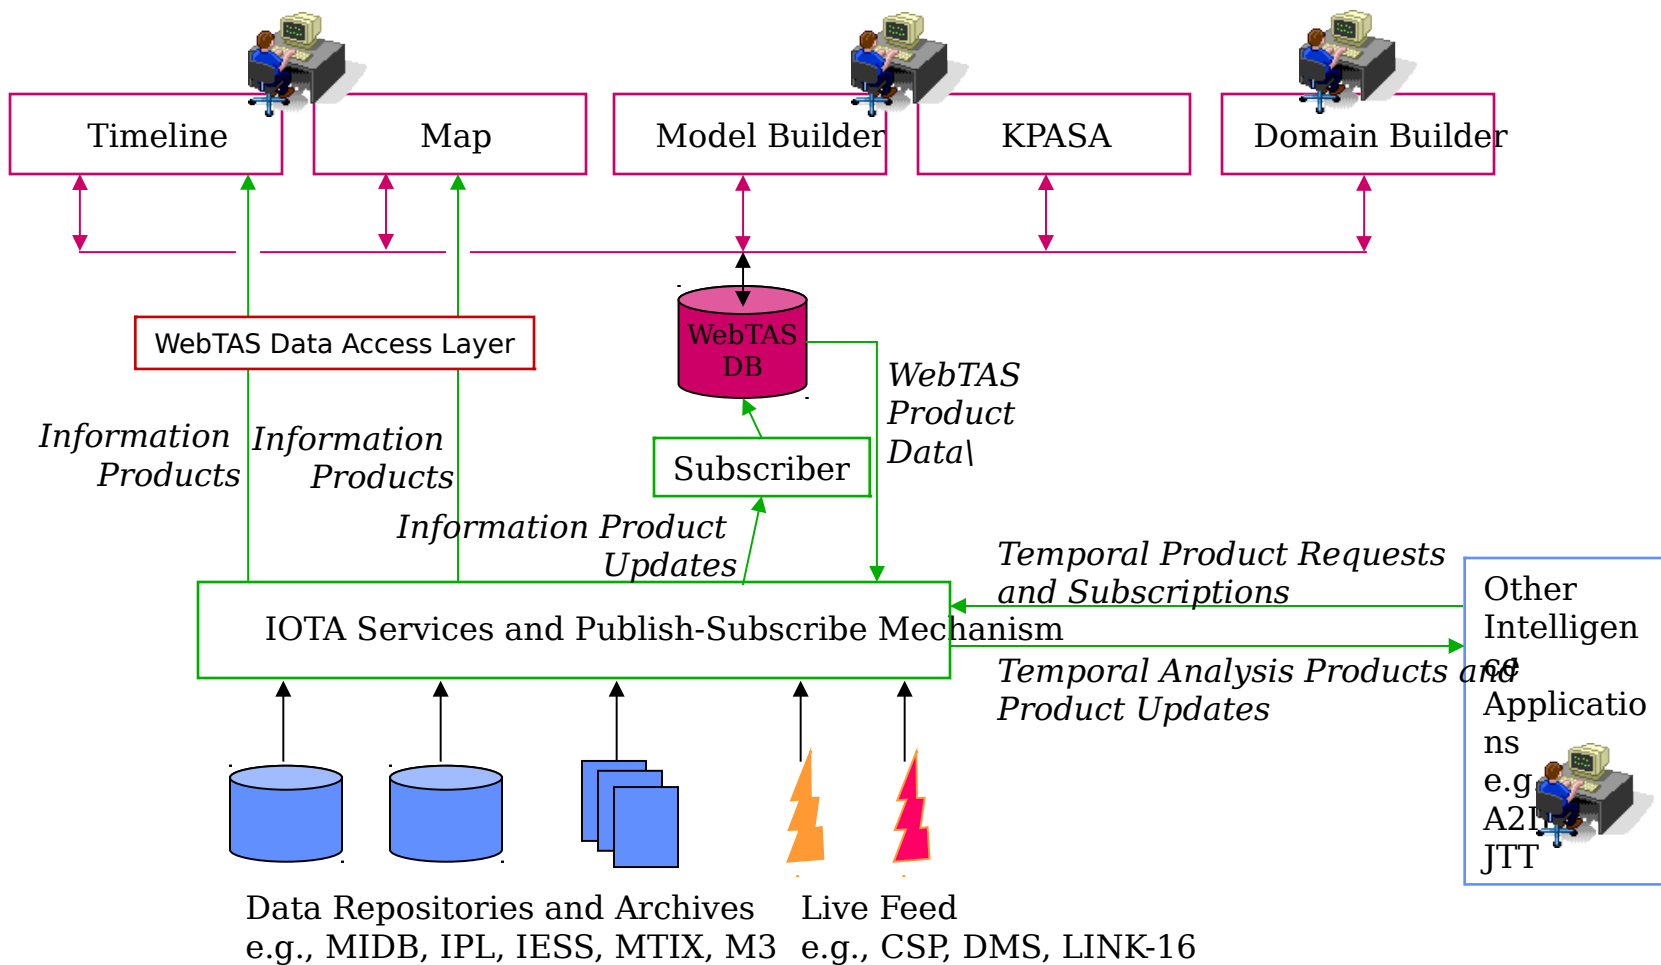 Timeline
Map
Model Builder
KPASA
Domain Builder
WebTAS Data Access Layer
WebTAS
DB
WebTAS
Product
Data\
Information
Products
Information
Products
Subscriber
Information Product
Updates
Temporal Product Requests
and Subscriptions
IOTA Services and Publish-Subscribe Mechanism
Temporal Analysis Products and
Product Updates
Other
Intelligen
ce
Applicatio
ns
e.g.
JTT
Data Repositories and Archives
e.g., MIDB, IPL, IESS, MTIX, M3
Live Feed
e.g., CSP, DMS, LINK-16